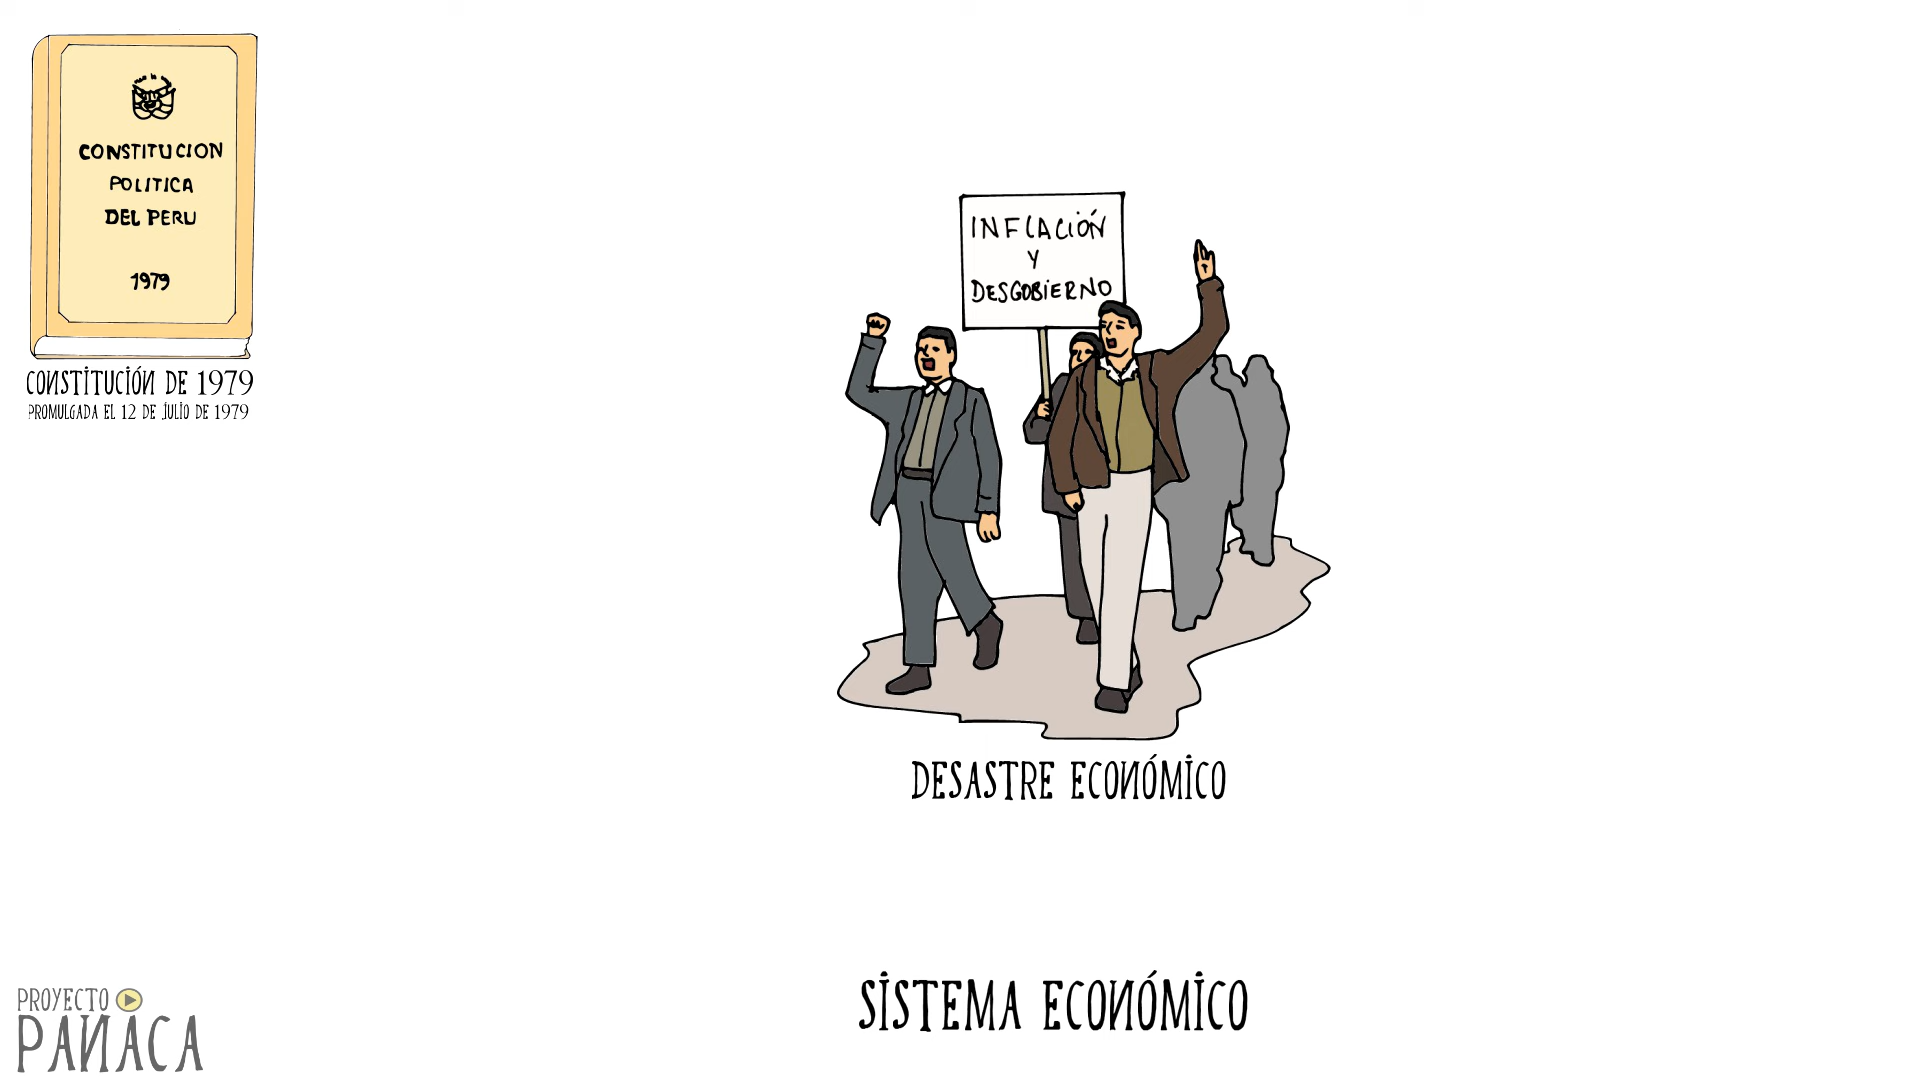 CONSTITUCION
POLITICA
DEL PERU
1979
CONSTITUCIÓN DE 1979
PROMULGADA EL 12 DE JULIO DE 1979
INFLACIÓN
Y
DESGOBIERNO
DESASTRE ECONÓMICO
SISTEMA ECONÓMICO
PROYECTO
PANACA